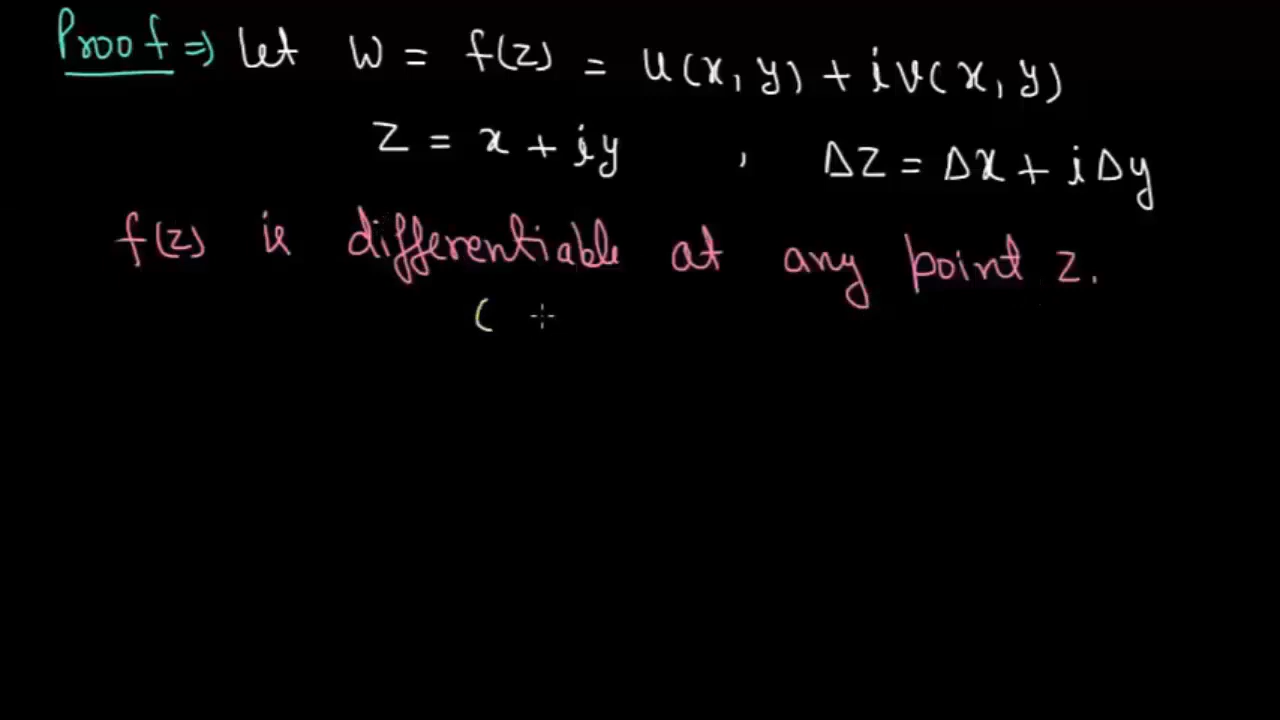 Proof ⇒ let W = f(z) = u(x, y) + iv(x, y)
z = x + iy , Δz = Δx + iΔy
f(z) is differentiable at any point z.
(